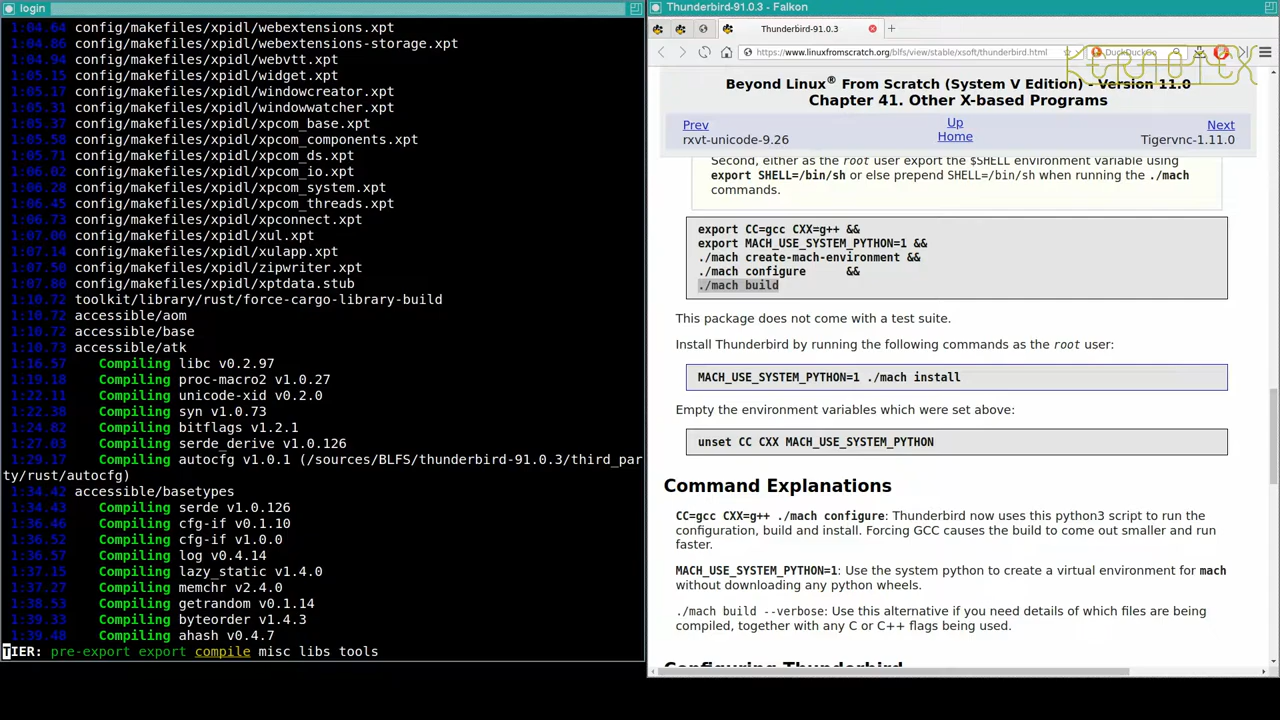 login
1:04.64 config/makefiles/xpidl/webextensions.xpt
1:04.86 config/makefiles/xpidl/webextensions-storage.xpt
1:04.94 config/makefiles/xpidl/webvtt.xpt
1:05.15 config/makefiles/xpidl/widget.xpt
1:05.17 config/makefiles/xpidl/windowcreator.xpt
1:05.31 config/makefiles/xpidl/windowwatcher.xpt
1:05.37 config/makefiles/xpidl/xpcom_base.xpt
1:05.58 config/makefiles/xpidl/xpcom_components.xpt
1:05.71 config/makefiles/xpidl/xpcom_ds.xpt
1:06.02 config/makefiles/xpidl/xpcom_io.xpt
1:06.28 config/makefiles/xpidl/xpcom_system.xpt
1:06.45 config/makefiles/xpidl/xpcom_threads.xpt
1:06.73 config/makefiles/xpidl/xpconnect.xpt
1:07.00 config/makefiles/xpidl/xul.xpt
1:07.14 config/makefiles/xpidl/xulapp.xpt
1:07.50 config/makefiles/xpidl/zipwriter.xpt
1:07.80 config/makefiles/xpidl/xptdata.stub
1:10.72 toolkit/library/rust/force-cargo-library-build
1:10.72 accessible/aom
1:10.72 accessible/base
1:10.73 accessible/atk
1:16.57 Compiling libc v0.2.97
1:19.18 Compiling proc-macro2 v1.0.27
1:22.11 Compiling unicode-xid v0.2.0
1:22.38 Compiling syn v1.0.73
1:24.82 Compiling bitflags v1.2.1
1:27.03 Compiling serde_derive v1.0.126
1:29.17 Compiling autocfg v1.0.1 (/sources/BLFS/thunderbird-91.0.3/third_par
ty/rust/autocfg)
1:34.42 accessible/basetypes
1:34.43 Compiling serde v1.0.126
1:36.46 Compiling cfg-if v0.1.10
1:36.52 Compiling cfg-if v1.0.0
1:36.57 Compiling log v0.4.14
1:37.15 Compiling lazy_static v1.4.0
1:37.27 Compiling memchr v2.4.0
1:38.53 Compiling getrandom v0.1.14
1:39.33 Compiling byteorder v1.4.3
1:39.48 Compiling ahash v0.4.7
TIER: pre-export export compile misc libs tools
Thunderbird-91.0.3 - Falkon
Thunderbird-91.0.3
https://www.linuxfromscratch.org/blfs/view/stable/xsoft/thunderbird.html
DuckDuckGo
KERNOTEX
Beyond Linux® From Scratch (System V Edition) - Version 11.0
Chapter 41. Other X-based Programs
Prev Up Next
rxvt-unicode-9.26 Home Tigervnc-1.11.0
Second, either as the root user export the $SHELL environment variable using
export SHELL=/bin/sh or else prepend SHELL=/bin/sh when running the ./mach
commands.
export CC=gcc CXX=g++ &&
export MACH_USE_SYSTEM_PYTHON=1 &&
./mach create-mach-environment &&
./mach configure &&
./mach build
This package does not come with a test suite.
Install Thunderbird by running the following commands as the root user:
MACH_USE_SYSTEM_PYTHON=1 ./mach install
Empty the environment variables which were set above:
unset CC CXX MACH_USE_SYSTEM_PYTHON
Command Explanations
CC=gcc CXX=g++ ./mach configure: Thunderbird now uses this python3 script to run the
configuration, build and install. Forcing GCC causes the build to come out smaller and run
faster.
MACH_USE_SYSTEM_PYTHON=1: Use the system python to create a virtual environment for mach
without downloading any python wheels.
./mach build --verbose: Use this alternative if you need details of which files are being
compiled, together with any C or C++ flags being used.
Configuring Thunderbird